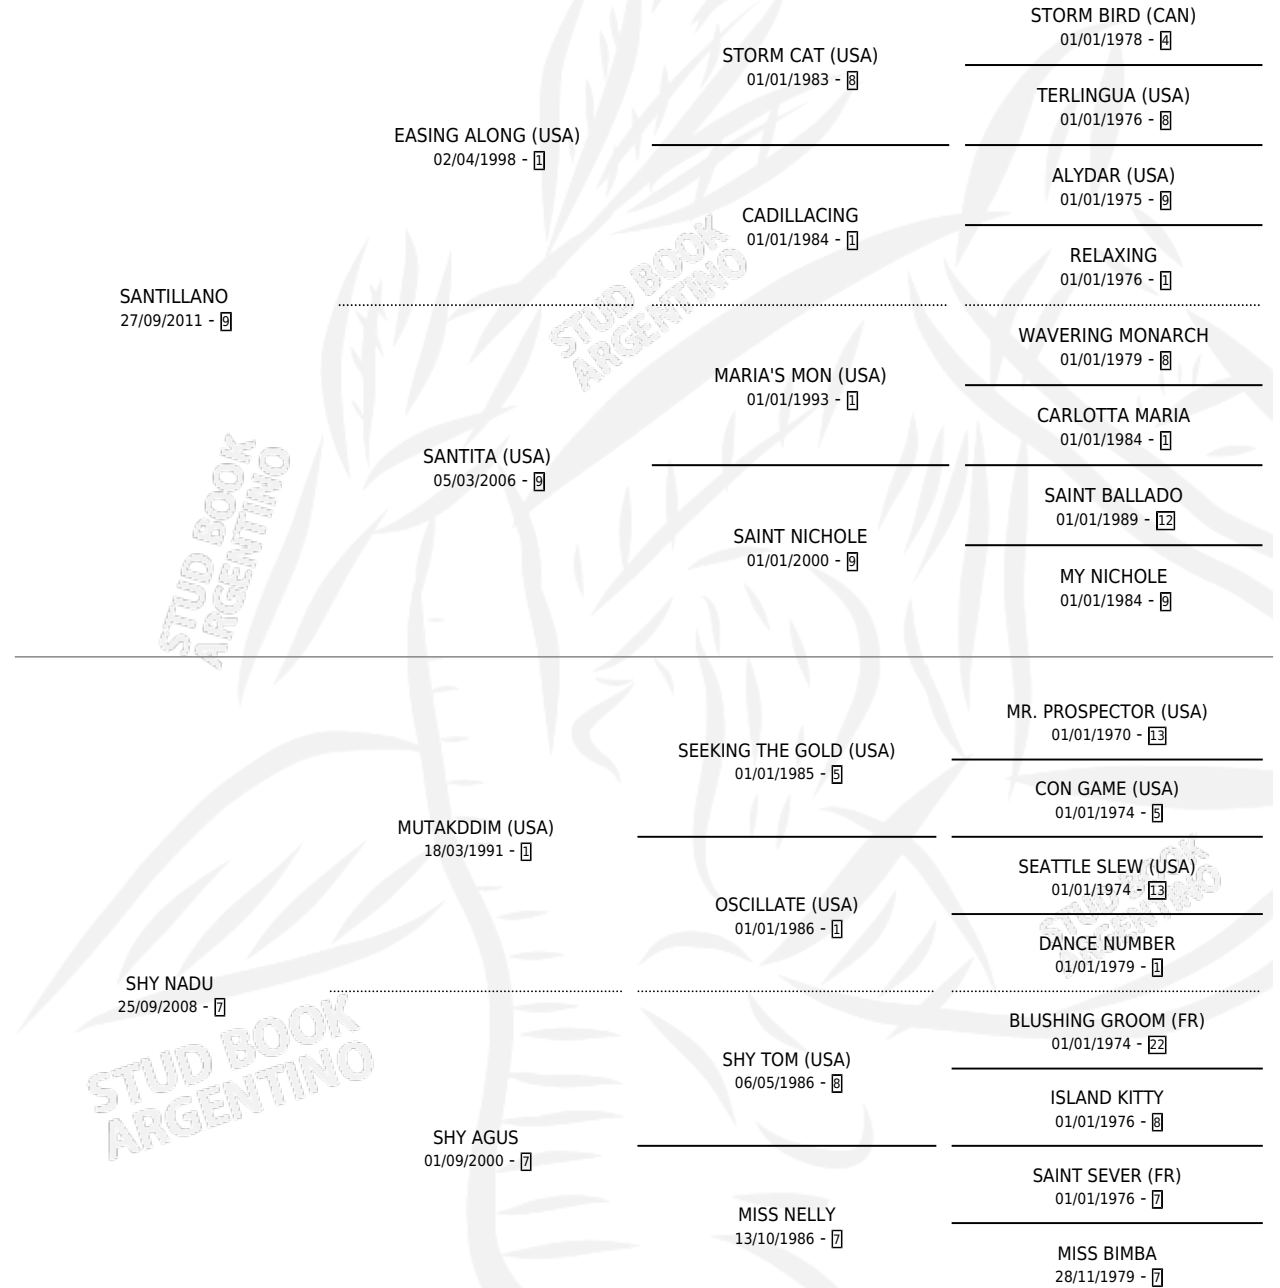 STORM BIRD (CAN)
01/01/1978 - 4
STORM CAT (USA)
01/01/1983 - 8
TERLINGUA (USA)
01/01/1976 - 8
EASING ALONG (USA)
02/04/1998 - 1
ALYDAR (USA)
01/01/1975 - 9
CADILLACING
01/01/1984 - 1
RELAXING
01/01/1976 - 1
SANTILLANO
27/09/2011 - 9
STUD BOOK
ARGENTINO
WAVERING MONARCH
01/01/1979 - 8
MARIA'S MON (USA)
01/01/1993 - 1
CARLOTTA MARIA
01/01/1984 - 1
SANTITA (USA)
05/03/2006 - 9
SAINT BALLADO
01/01/1989 - 12
SAINT NICHOLE
01/01/2000 - 9
MY NICHOLE
01/01/1984 - 9
STUD BOOK
ARGENTINO
MR. PROSPECTOR (USA)
01/01/1970 - 13
SEEKING THE GOLD (USA)
01/01/1985 - 5
CON GAME (USA)
01/01/1974 - 5
MUTAKDDIM (USA)
18/03/1991 - 1
SEATTLE SLEW (USA)
01/01/1974 - 13
OSCILLATE (USA)
01/01/1986 - 1
STUD BOOK
ARGENTINO
DANCE NUMBER
01/01/1979 - 1
SHY NADU
25/09/2008 - 7
BLUSHING GROOM (FR)
01/01/1974 - 22
SHY TOM (USA)
06/05/1986 - 8
ISLAND KITTY
01/01/1976 - 8
STUD BOOK
ARGENTINO
SHY AGUS
01/09/2000 - 7
SAINT SEVER (FR)
01/01/1976 - 7
MISS NELLY
13/10/1986 - 7
MISS BIMBA
28/11/1979 - 7